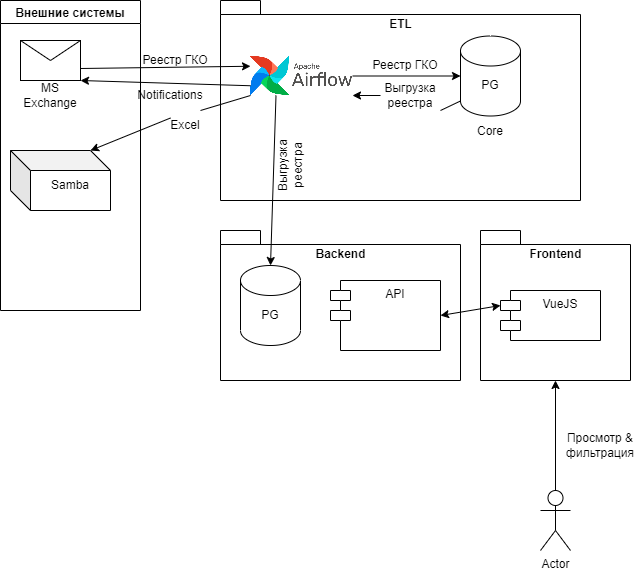 Внешние системы
ETL
Реестр ГКО
MS
Exchange
Notifications
Excel
Samba
Apache
Airflow
Реестр ГКО
Выгрузка
реестра
PG
Core
Выгрузка
реестра
Backend
PG
API
Frontend
VueJS
Просмотр &
фильтрация
Actor